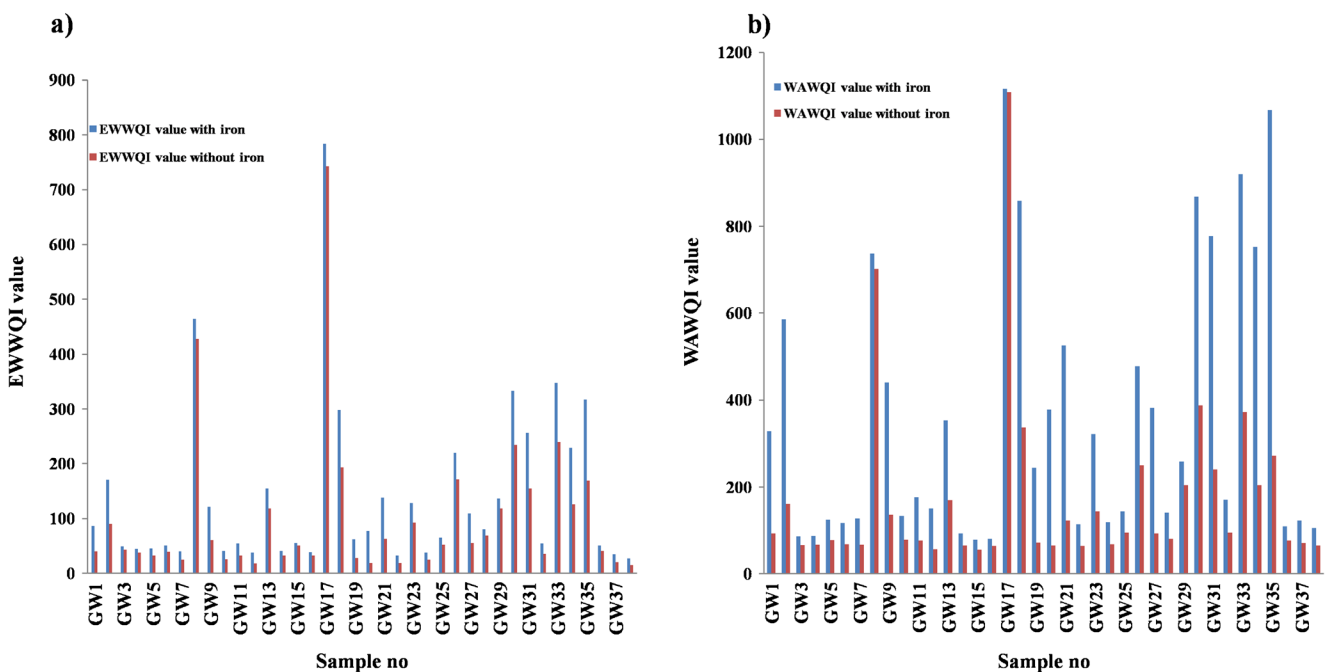 a)
900
800
700
600
500
400
300
200
100
0
EWWQI value
EWWQI value with iron
EWWQI value without iron
GW1
GW3
GW5
GW7
GW9
GW11
GW13
GW15
GW17
GW19
GW21
GW23
GW25
GW27
GW29
GW31
GW33
GW35
GW37
Sample no
b)
1200
1000
800
600
400
200
0
WAWQI value
WAWQI value with iron
WAWQI value without iron
GW1
GW3
GW5
GW7
GW9
GW11
GW13
GW15
GW17
GW19
GW21
GW23
GW25
GW27
GW29
GW31
GW33
GW35
GW37
Sample no